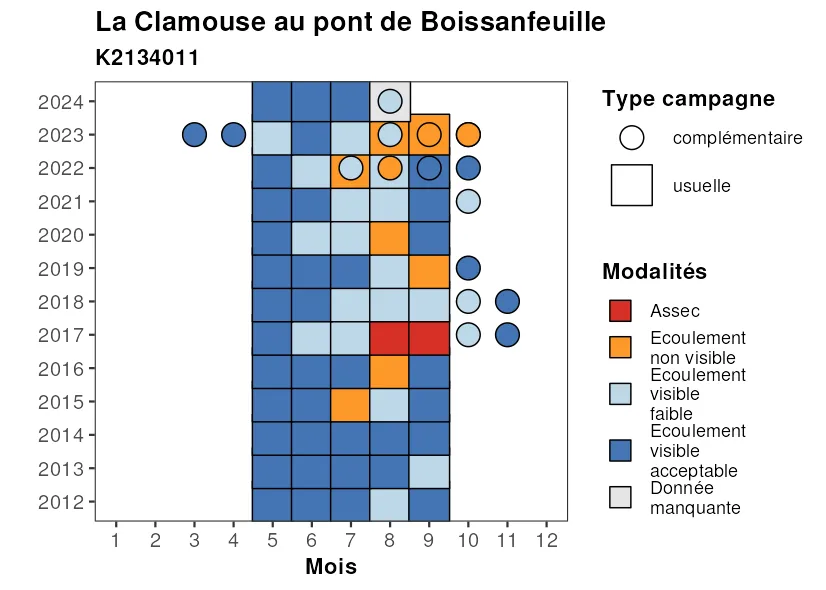 La Clamouse au pont de Boissanfeuille
K2134011
2024
2023
2022
2021
2020
2019
2018
2017
2016
2015
2014
2013
2012
1 2 3 4 5 6 7 8 9 10 11 12
Mois
Type campagne
complémentaire
usuelle
Modalités
Assec
Ecoulement
non visible
Ecoulement
visible
faible
Ecoulement
visible
acceptable
Donnée
manquante